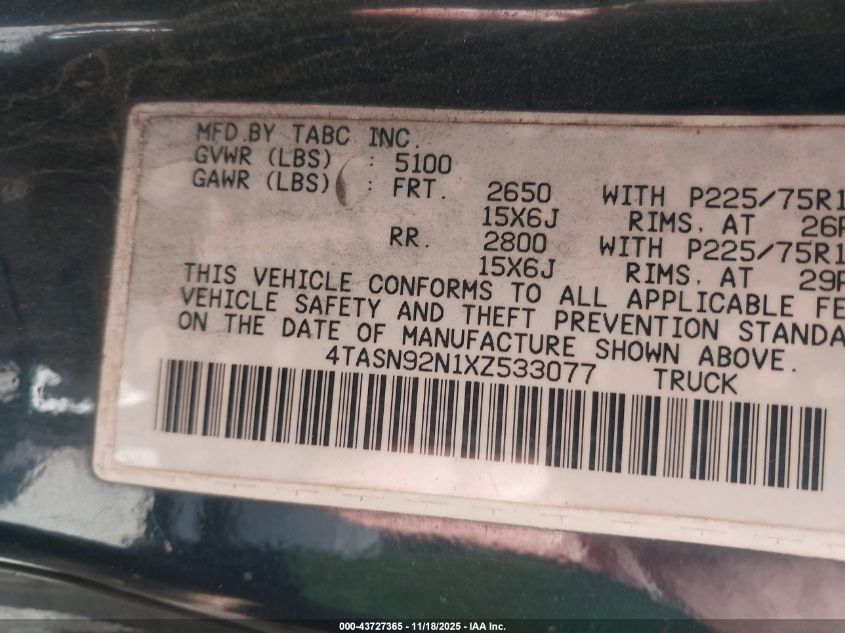 MFD.BY TABC INC.
GVWR (LBS) : 5100
GAWR (LBS) : FRT. 2650 WITH P225/75R1
15X6J RIMS, AT 26P
RR. 2800 WITH P225/75R1
15X6J RIMS, AT 29P
THIS VEHICLE CONFORMS TO ALL APPLICABLE FE
VEHICLE SAFETY AND THEFT PREVENTION STANDA
ON THE DATE OF MANUFACTURE SHOWN ABOVE.
4TASN92N1XZ533077 TRUCK
000-43727365 - 11/18/2025 - IAA Inc.